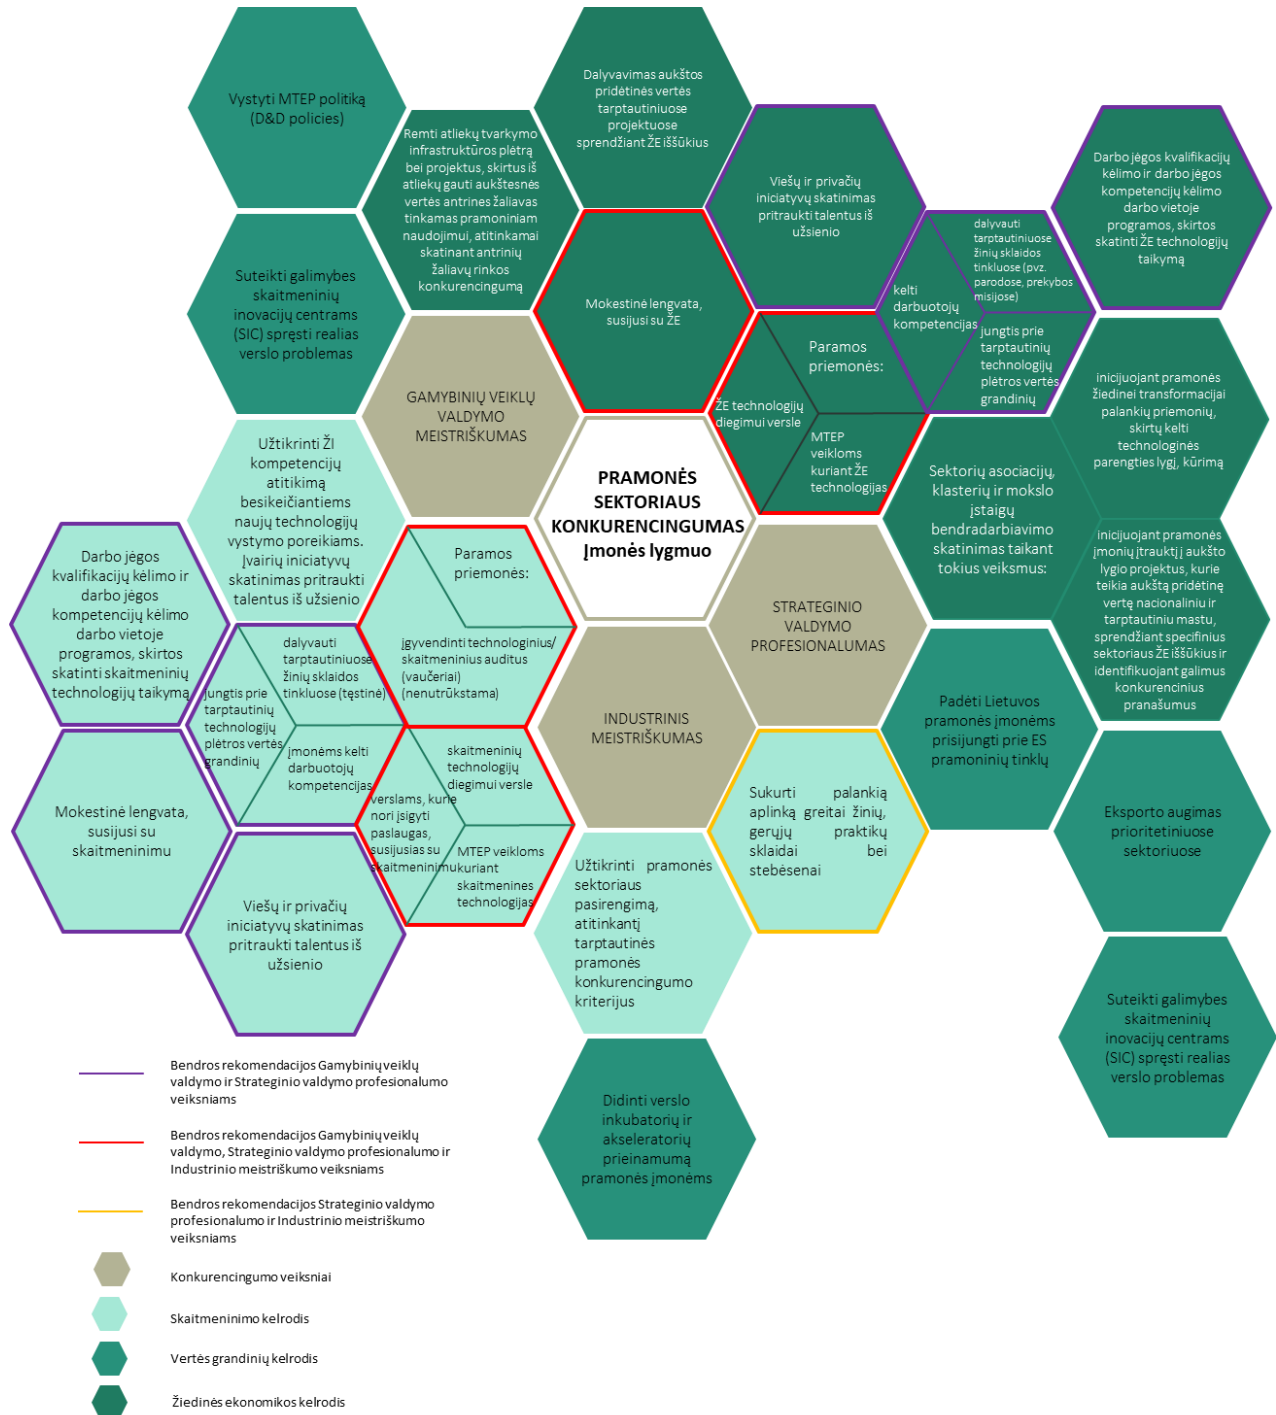 Vystyti MTEP politiką
(D&D policies)
Dalyvavimas aukštos
pridėtinės vertės
tarptautiniuose
projektuose
sprendžiant ŽE iššūkius
Remti atliekų tvarkymo
infrastruktūros plėtrą
bei projektus, skirtus iš
atliekų gauti aukštesnės
vertės antrines žaliavas
tinkamas pramoniniam
naudojimui, atitinkamai
skatinant antrinių
žaliavų rinkos
konkurencingumą
Viešų ir privačių
iniciatyvų skatinimas
pritraukti talentus iš
užsienio
Darbo jėgos kvalifikacijų
kėlimo ir darbo jėgos
kompetencijų kėlimo
darbo vietoje
programos, skirtos
skatinti ŽE technologijų
taikymą
Suteikti galimybes
skaitmeninių
inovacijų centrams
(SIC) spręsti realias
verslo problemas
Mokestinė lengvata,
susijusi su ŽE
dalyvauti
tarptautiniuose
žinių sklaidos
tinkluose (pvz.
parodose, prekybos
misijose)
kelti
darbuotojų
kompetencijas
jungtis prie
tarptautinių
technologijų
plėtros vertės
grandinių
Paramos
priemonės:
ŽE technologijų
diegimui versle
MTEP
veikloms
kuriant ŽE
technologijas
inicijuojant pramonės
žiedinei transformacijai
palankių priemonių,
skirtų kelti
technologinės
parengties lygį, kūrimą
GAMYBINIŲ VEIKLŲ
VALDYMO
MEISTRIŠKUMAS
Užtikrinti ŽI
kompetencijų
atitikimą
besikeičiantiems
naujų technologijų
vystymo poreikiams.
Įvairių iniciatyvų
skatinimas pritraukti
talentus iš užsienio
PRAMONĖS
SEKTORIAUS
KONKURENCINGUMAS
Įmonės lygmuo
Sektorių asociacijų,
klasterių ir mokslo
įstaigų
bendradarbiavimo
skatinimas taikant
tokius veiksmus:
inicijuojant pramonės
įmonių įtrauktį į aukšto
lygio projektus, kurie
teikia aukštą pridėtinę
vertę nacionaliniu ir
tarptautiniu mastu,
sprendžiant specifinius
sektoriaus ŽE iššūkius ir
identifikuojant galimus
konkurencinius
pranašumus
Darbo jėgos
kvalifikacijų kėlimo ir
darbo jėgos
kompetencijų kėlimo
darbo vietoje
programos, skirtos
skatinti skaitmeninių
technologijų taikymą
Paramos
priemonės:
įgyvendinti technologinius/
skaitmeninius auditus
(vaučeriai)
(nenutrūkstama)
STRATEGINIO
VALDYMO
PROFESIONALUMAS
dalyvauti
tarptautiniuose
žinių sklaidos
tinkluose (tęstinė)
jungtis prie
tarptautinių
technologijų
plėtros vertės
grandinių
įmonėms kelti
darbuotojų
kompetencijas
INDUSTRINIS
MEISTRIŠKUMAS
Padėti Lietuvos
pramonės įmonėms
prisijungti prie ES
pramoninių tinklų
Mokestinė lengvata,
susijusi su
skaitmeninimu
skaitmeninių
technologijų
diegimui versle
verslams, kurie
nori įsigyti
paslaugas,
susijusias su
skaitmeninimu
MTEP veikloms
kuriant
skaitmenines
technologijas
Sukurti palankią
aplinką greitai žinių,
gerųjų praktikų
sklaidai bei
stebėsenai
Eksporto augimas
prioritetiniuose
sektoriuose
Viešų ir privačių
iniciatyvų skatinimas
pritraukti talentus iš
užsienio
Užtikrinti pramonės
sektoriaus
pasirengimą,
atitinkantį
tarptautinės
pramonės
konkurencingumo
kriterijus
Suteikti galimybes
skaitmeninių
inovacijų centrams
(SIC) spręsti realias
verslo problemas
Didinti verslo
inkubatorių ir
akseleratorių
prieinamumą
pramonės įmonėms
Bendros rekomendacijos Gamybinių veiklų
valdymo ir Strateginio valdymo profesionalumo
veiksniams
Bendros rekomendacijos Gamybinių veiklų
valdymo, Strateginio valdymo profesionalumo ir
Industrinio meistriškumo veiksniams
Bendros rekomendacijos Strateginio valdymo
profesionalumo ir Industrinio meistriškumo
veiksniams
Konkurencingumo veiksniai
Skaitmeninimo kelrodis
Vertės grandinių kelrodis
Žiedinės ekonomikos kelrodis